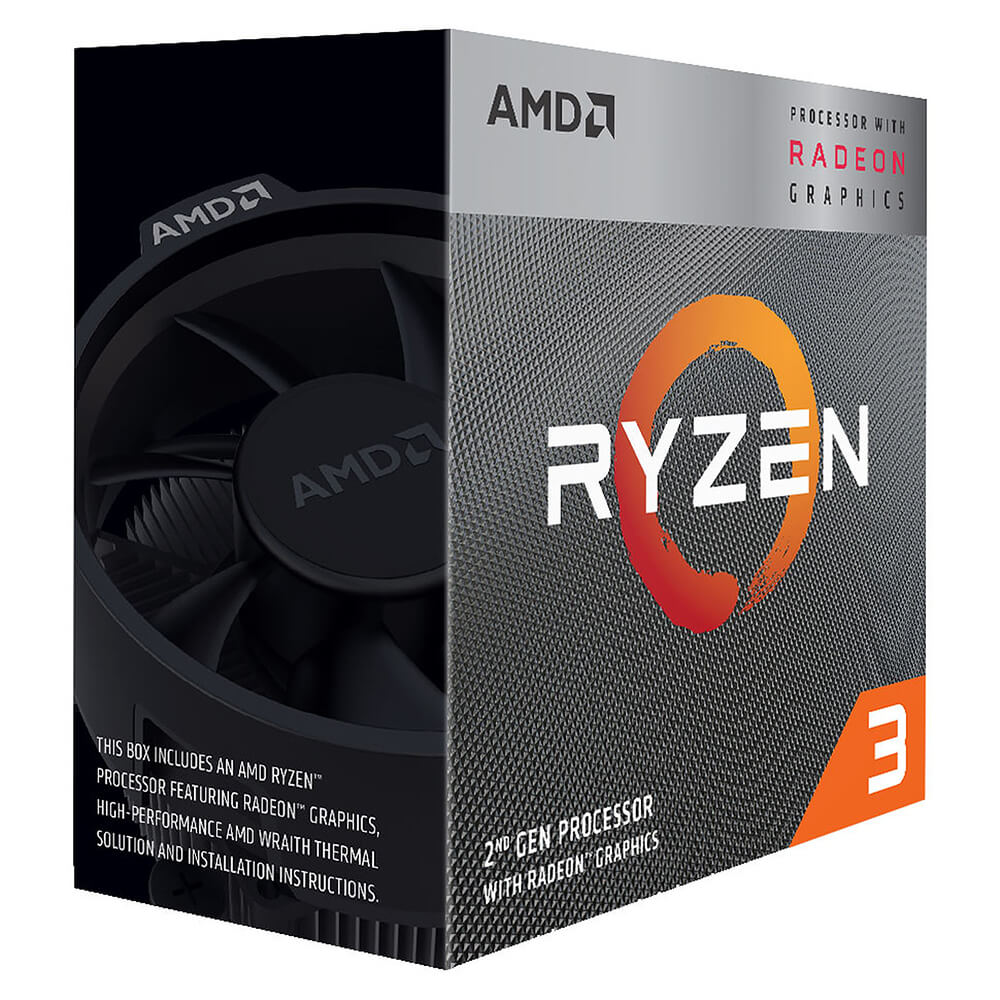 AMD
AMD
THIS BOX INCLUDES AN AMD RYZEN™
PROCESSOR FEATURING RADEON™ GRAPHICS,
HIGH-PERFORMANCE AMD WRAITH THERMAL
SOLUTION AND INSTALLATION INSTRUCTIONS.
AMD
PROCESSOR WITH
RADEON
GRAPHICS
RYZEN
3
2ND GEN PROCESSOR
WITH RADEON™ GRAPHICS